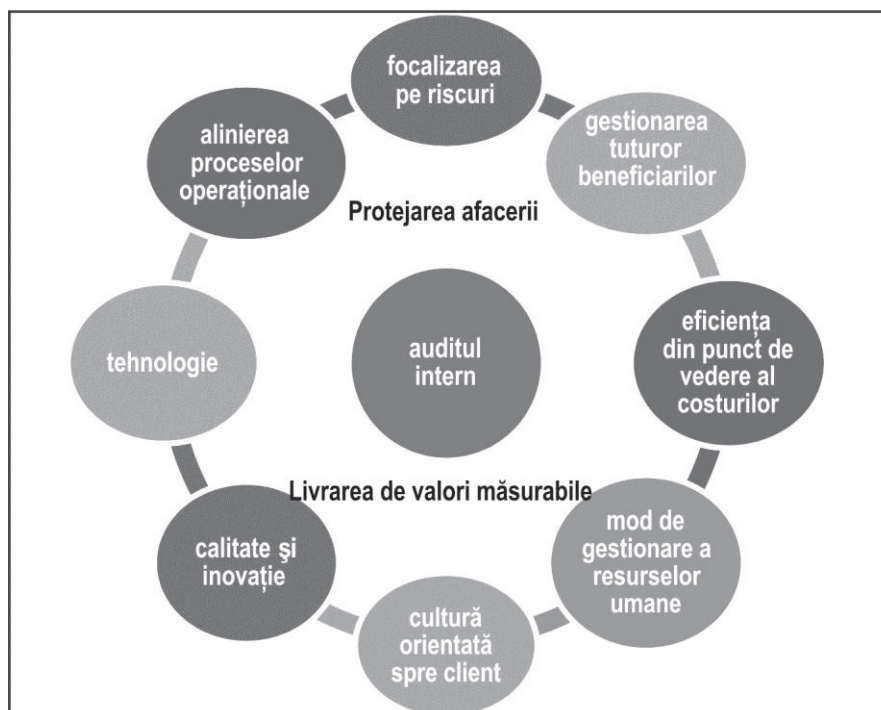 focalizarea
pe riscuri
gestionarea
tuturor
beneficiarilor
alinierea
proceselor
operaționale
Protejarea afacerii
eficiența
din punct de
vedere al
costurilor
auditul
intern
tehnologie
Livrarea de valori măsurabile
mod de
gestionare a
resurselor
umane
calitate şi
inovație
cultură
orientată
spre client